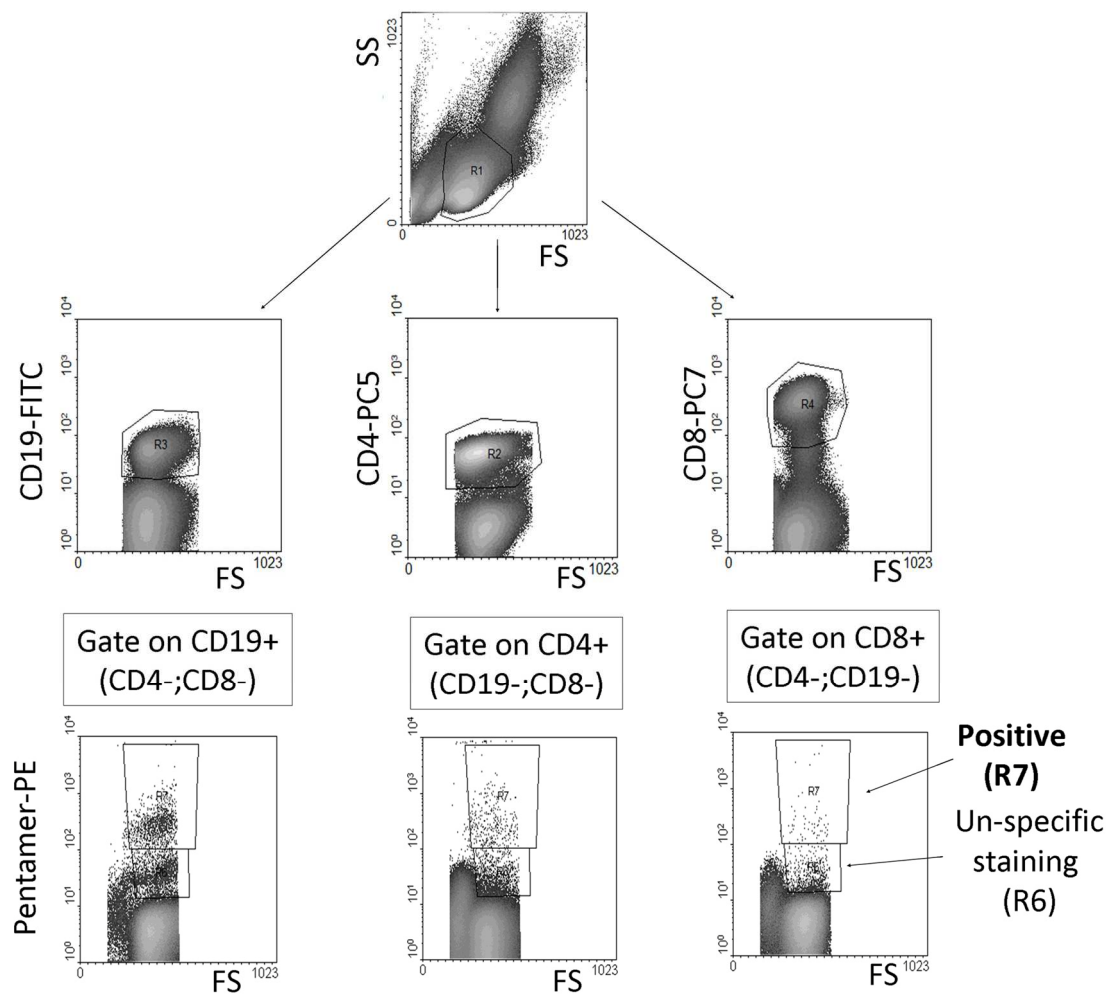 SS
1023
R1
0
0
1023
FS
CD19-FITC
10⁴
10³
10²
10¹
10⁰
R3
0
1023
FS
CD4-PC5
10⁴
10³
10²
10¹
10⁰
R2
0
1023
FS
CD8-PC7
10⁴
10³
10²
10¹
10⁰
R4
0
1023
FS
Gate on CD19+
(CD4-;CD8-)
Gate on CD4+
(CD19-;CD8-)
Gate on CD8+
(CD4-;CD19-)
Pentamer-PE
10⁴
10³
10²
10¹
10⁰
R7
0
1023
FS
10⁴
10³
10²
10¹
10⁰
R7
0
1023
FS
10⁴
10³
10²
10¹
10⁰
R7
0
1023
FS
Positive
(R7)
Un-specific
staining
(R6)